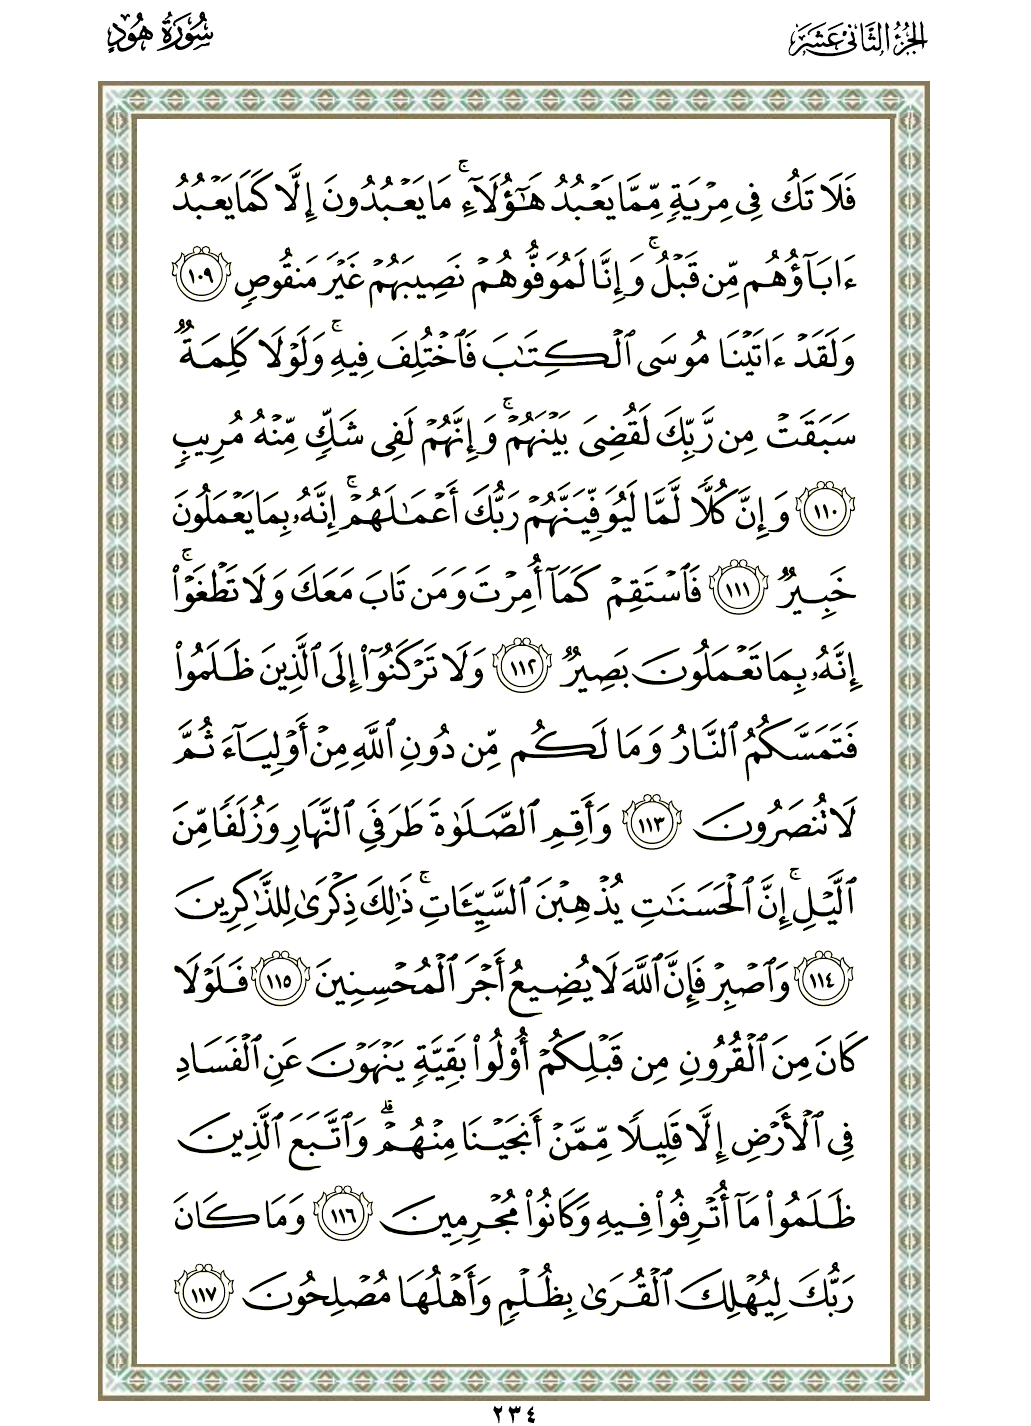 الجزء الثاني عشر
سورة هود
فَلَا تَكُ فِي مِرْيَةٍ مِّمَّا يَعْبُدُ هَٰٓؤُلَآءِ ۚ مَا يَعْبُدُونَ إِلَّا كَمَا يَعْبُدُ
ءَابَآؤُهُم مِّن قَبْلُ ۚ وَإِنَّا لَمُوَفُّوهُمْ نَصِيبَهُمْ غَيْرَ مَنقُوصٍ ١٠٩
وَلَقَدْ ءَاتَيْنَا مُوسَى ٱلْكِتَٰبَ فَٱخْتُلِفَ فِيهِ ۚ وَلَوْلَا كَلِمَةٌ
سَبَقَتْ مِن رَّبِّكَ لَقُضِيَ بَيْنَهُمْ ۚ وَإِنَّهُمْ لَفِي شَكٍّ مِّنْهُ مُرِيبٍ
١١٠ وَإِنَّ كُلًّا لَّمَّا لَيُوَفِّيَنَّهُمْ رَبُّكَ أَعْمَٰلَهُمْ ۚ إِنَّهُۥ بِمَا يَعْمَلُونَ
خَبِيرٌ ١١١ فَٱسْتَقِمْ كَمَآ أُمِرْتَ وَمَن تَابَ مَعَكَ وَلَا تَطْغَوْا۟ ۚ
إِنَّهُۥ بِمَا تَعْمَلُونَ بَصِيرٌ ١١٢ وَلَا تَرْكَنُوٓا۟ إِلَى ٱلَّذِينَ ظَلَمُوا۟
فَتَمَسَّكُمُ ٱلنَّارُ وَمَا لَكُم مِّن دُونِ ٱللَّهِ مِنْ أَوْلِيَآءَ ثُمَّ
لَا تُنصَرُونَ ١١٣ وَأَقِمِ ٱلصَّلَوٰةَ طَرَفَيِ ٱلنَّهَارِ وَزُلَفًا مِّنَ
ٱلَّيْلِ ۚ إِنَّ ٱلْحَسَنَٰتِ يُذْهِبْنَ ٱلسَّيِّـَٔاتِ ۚ ذَٰلِكَ ذِكْرَىٰ لِلذَّٰكِرِينَ
١١٤ وَٱصْبِرْ فَإِنَّ ٱللَّهَ لَا يُضِيعُ أَجْرَ ٱلْمُحْسِنِينَ ١١٥ فَلَوْلَا
كَانَ مِنَ ٱلْقُرُونِ مِن قَبْلِكُمْ أُو۟لُوا۟ بَقِيَّةٍ يَنْهَوْنَ عَنِ ٱلْفَسَادِ
فِي ٱلْأَرْضِ إِلَّا قَلِيلًا مِّمَّنْ أَنجَيْنَا مِنْهُمْ ۗ وَٱتَّبَعَ ٱلَّذِينَ
ظَلَمُوا۟ مَآ أُتْرِفُوا۟ فِيهِ وَكَانُوا۟ مُجْرِمِينَ ١١٦ وَمَا كَانَ
رَبُّكَ لِيُهْلِكَ ٱلْقُرَىٰ بِظُلْمٍ وَأَهْلُهَا مُصْلِحُونَ ١١٧
٢٣٤